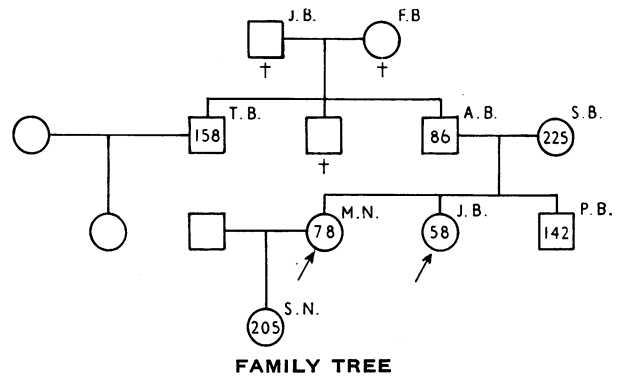 J.B. F.B
† †
T.B. A.B. S.B.
158 86 225
†
M.N. J.B. P.B.
78 58 142
S.N.
205
FAMILY TREE